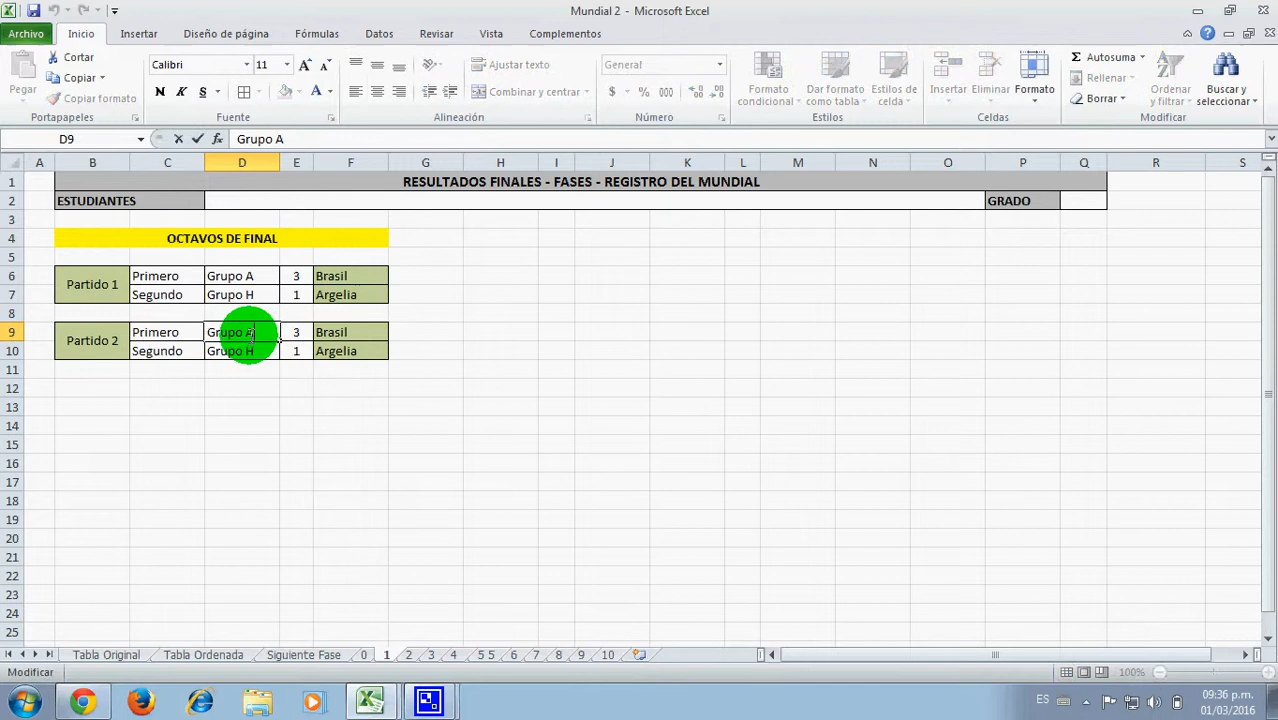 Mundial 2 - Microsoft Excel
Archivo Inicio Insertar Diseño de página Fórmulas Datos Revisar Vista Complementos
Pegar
Cortar
Copiar
Copiar formato
Portapapeles
Calibri 11
N K S
Fuente
Ajustar texto
Combinar y centrar
Alineación
General
$ % 000
Número
Formato condicional
Dar formato como tabla
Estilos de celda
Estilos
Insertar Eliminar Formato
Celdas
Autosuma
Rellenar
Borrar
Ordenar y filtrar
Buscar y seleccionar
Modificar
D9 fx Grupo A
A B C D E F G H I J K L M N O P Q R S
1 RESULTADOS FINALES - FASES - REGISTRO DEL MUNDIAL
2 ESTUDIANTES GRADO
3
4 OCTAVOS DE FINAL
5
Partido 1
6 Primero Grupo A 3 Brasil
7 Segundo Grupo H 1 Argelia
8
Partido 2
9 Primero Grupo A 3 Brasil
10 Segundo Grupo H 1 Argelia
11
12
13
14
15
16
17
18
19
20
21
22
23
24
25
Tabla Original Tabla Ordenada Siguiente Fase 0 1 2 3 4 5 5 6 7 8 9 10
Modificar 100%
ES 09:36 p.m.
01/03/2016